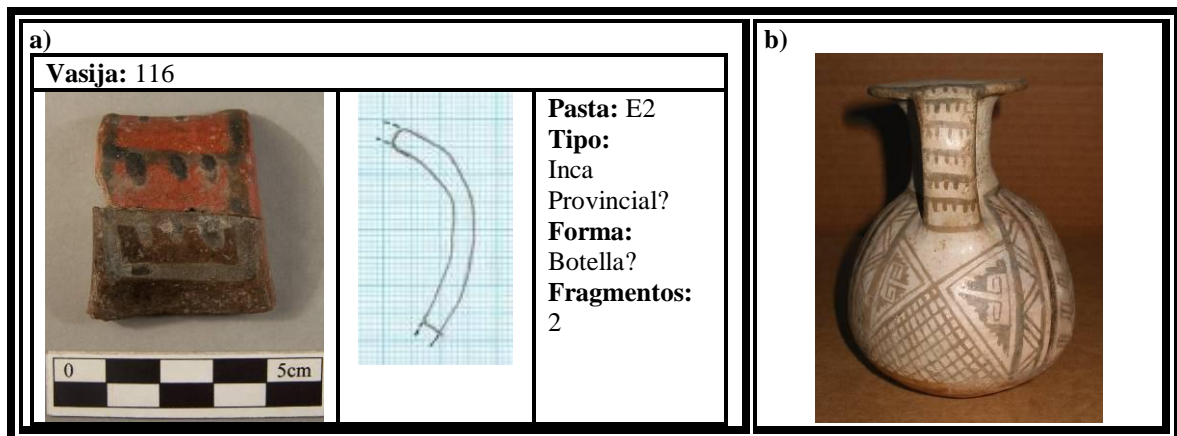 a)
Vasija: 116
Pasta: E2
Tipo:
Inca
Provincial?
Forma:
Botella?
Fragmentos:
2
0 5cm
b)